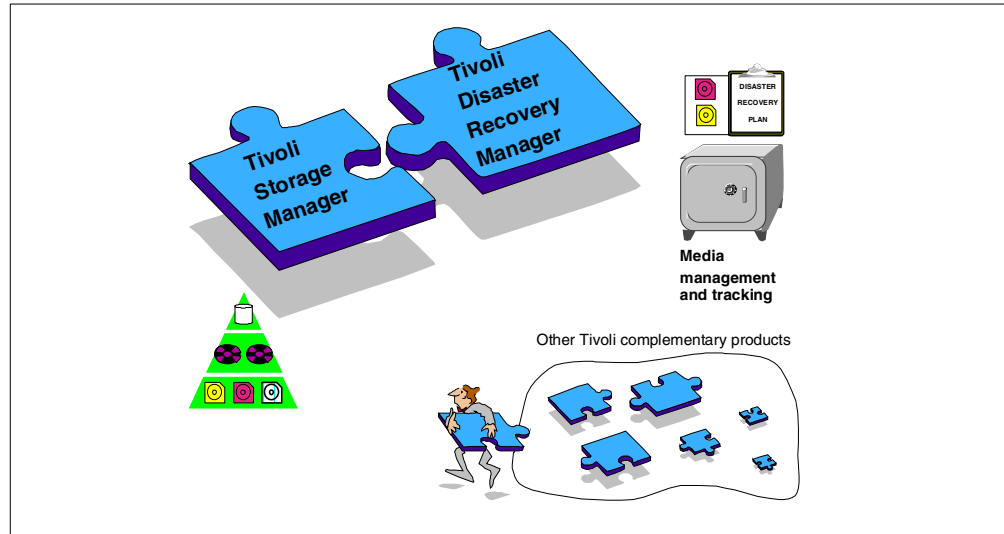 Tivoli
Disaster
Recovery
Manager
Tivoli
Storage
Manager
DISASTER
RECOVERY
PLAN
Media
management
and tracking
Other Tivoli complementary products